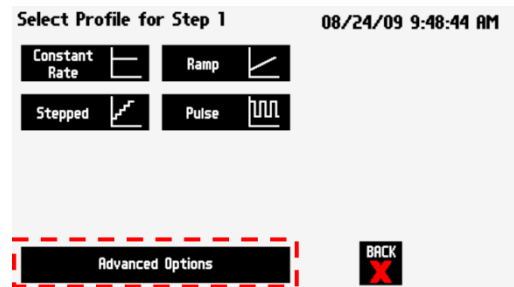 Select Profile for Step 1 08/24/09 9:48:44 AM
Constant
Rate
Ramp
Stepped
Pulse
Advanced Options
BACK